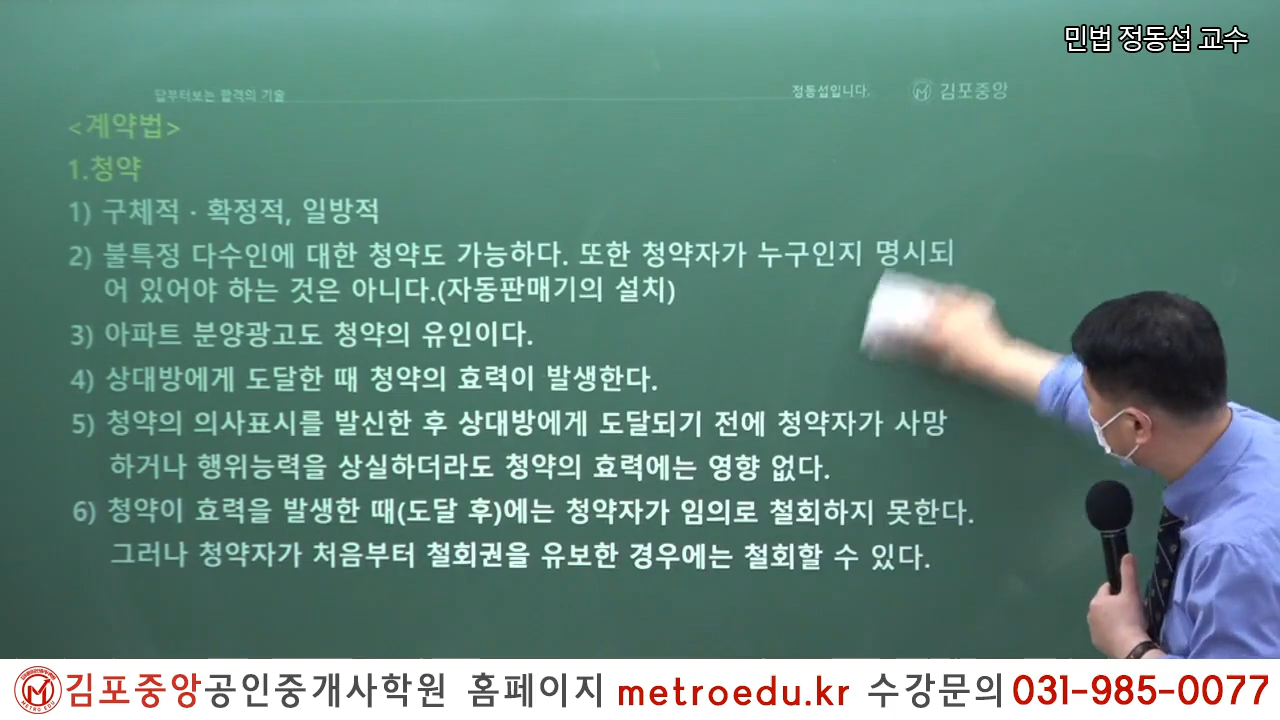 민법 정동섭 교수
답부터보는 합격의 기술
정동섭입니다.
김포중앙
<계약법>
1.청약
1) 구체적 · 확정적, 일방적
2) 불특정 다수인에 대한 청약도 가능하다. 또한 청약자가 누구인지 명시되
어 있어야 하는 것은 아니다.(자동판매기의 설치)
3) 아파트 분양광고도 청약의 유인이다.
4) 상대방에게 도달한 때 청약의 효력이 발생한다.
5) 청약의 의사표시를 발신한 후 상대방에게 도달되기 전에 청약자가 사망
하거나 행위능력을 상실하더라도 청약의 효력에는 영향 없다.
6) 청약이 효력을 발생한 때(도달 후)에는 청약자가 임의로 철회하지 못한다.
그러나 청약자가 처음부터 철회권을 유보한 경우에는 철회할 수 있다.
METRO EDU
김포중앙공인중개사학원 홈페이지 metroedu.kr 수강문의 031-985-0077